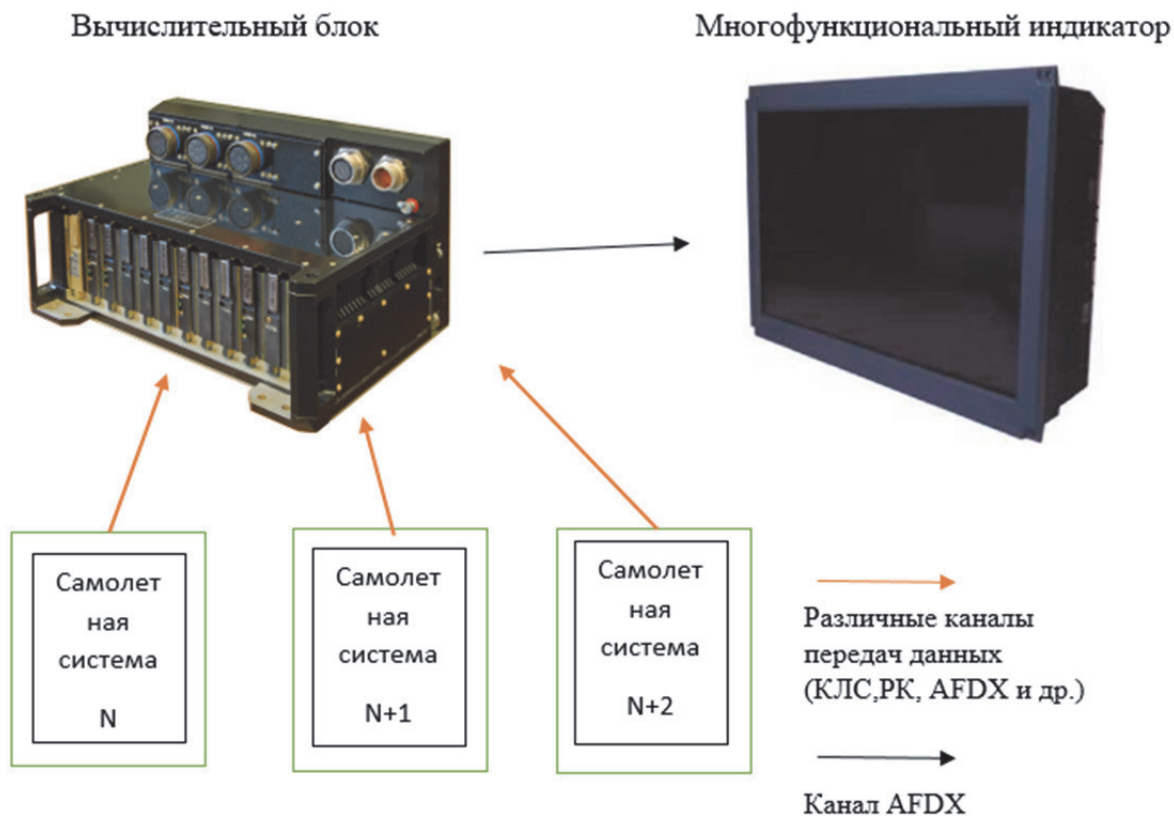 Вычислительный блок
Многофункциональный индикатор
Самолет
ная
система
N
Самолет
ная
система
N+1
Самолет
ная
система
N+2
Различные каналы
передач данных
(КЛС,РК, AFDX и др.)
Канал AFDX